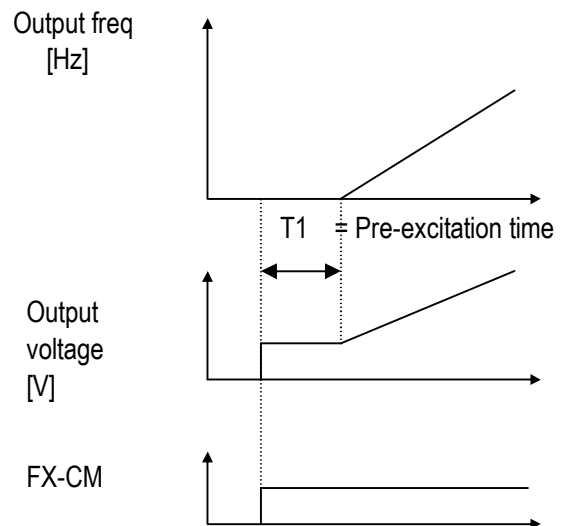 Output freq
[Hz]
T1 = Pre-excitation time
Output
voltage
[V]
FX-CM